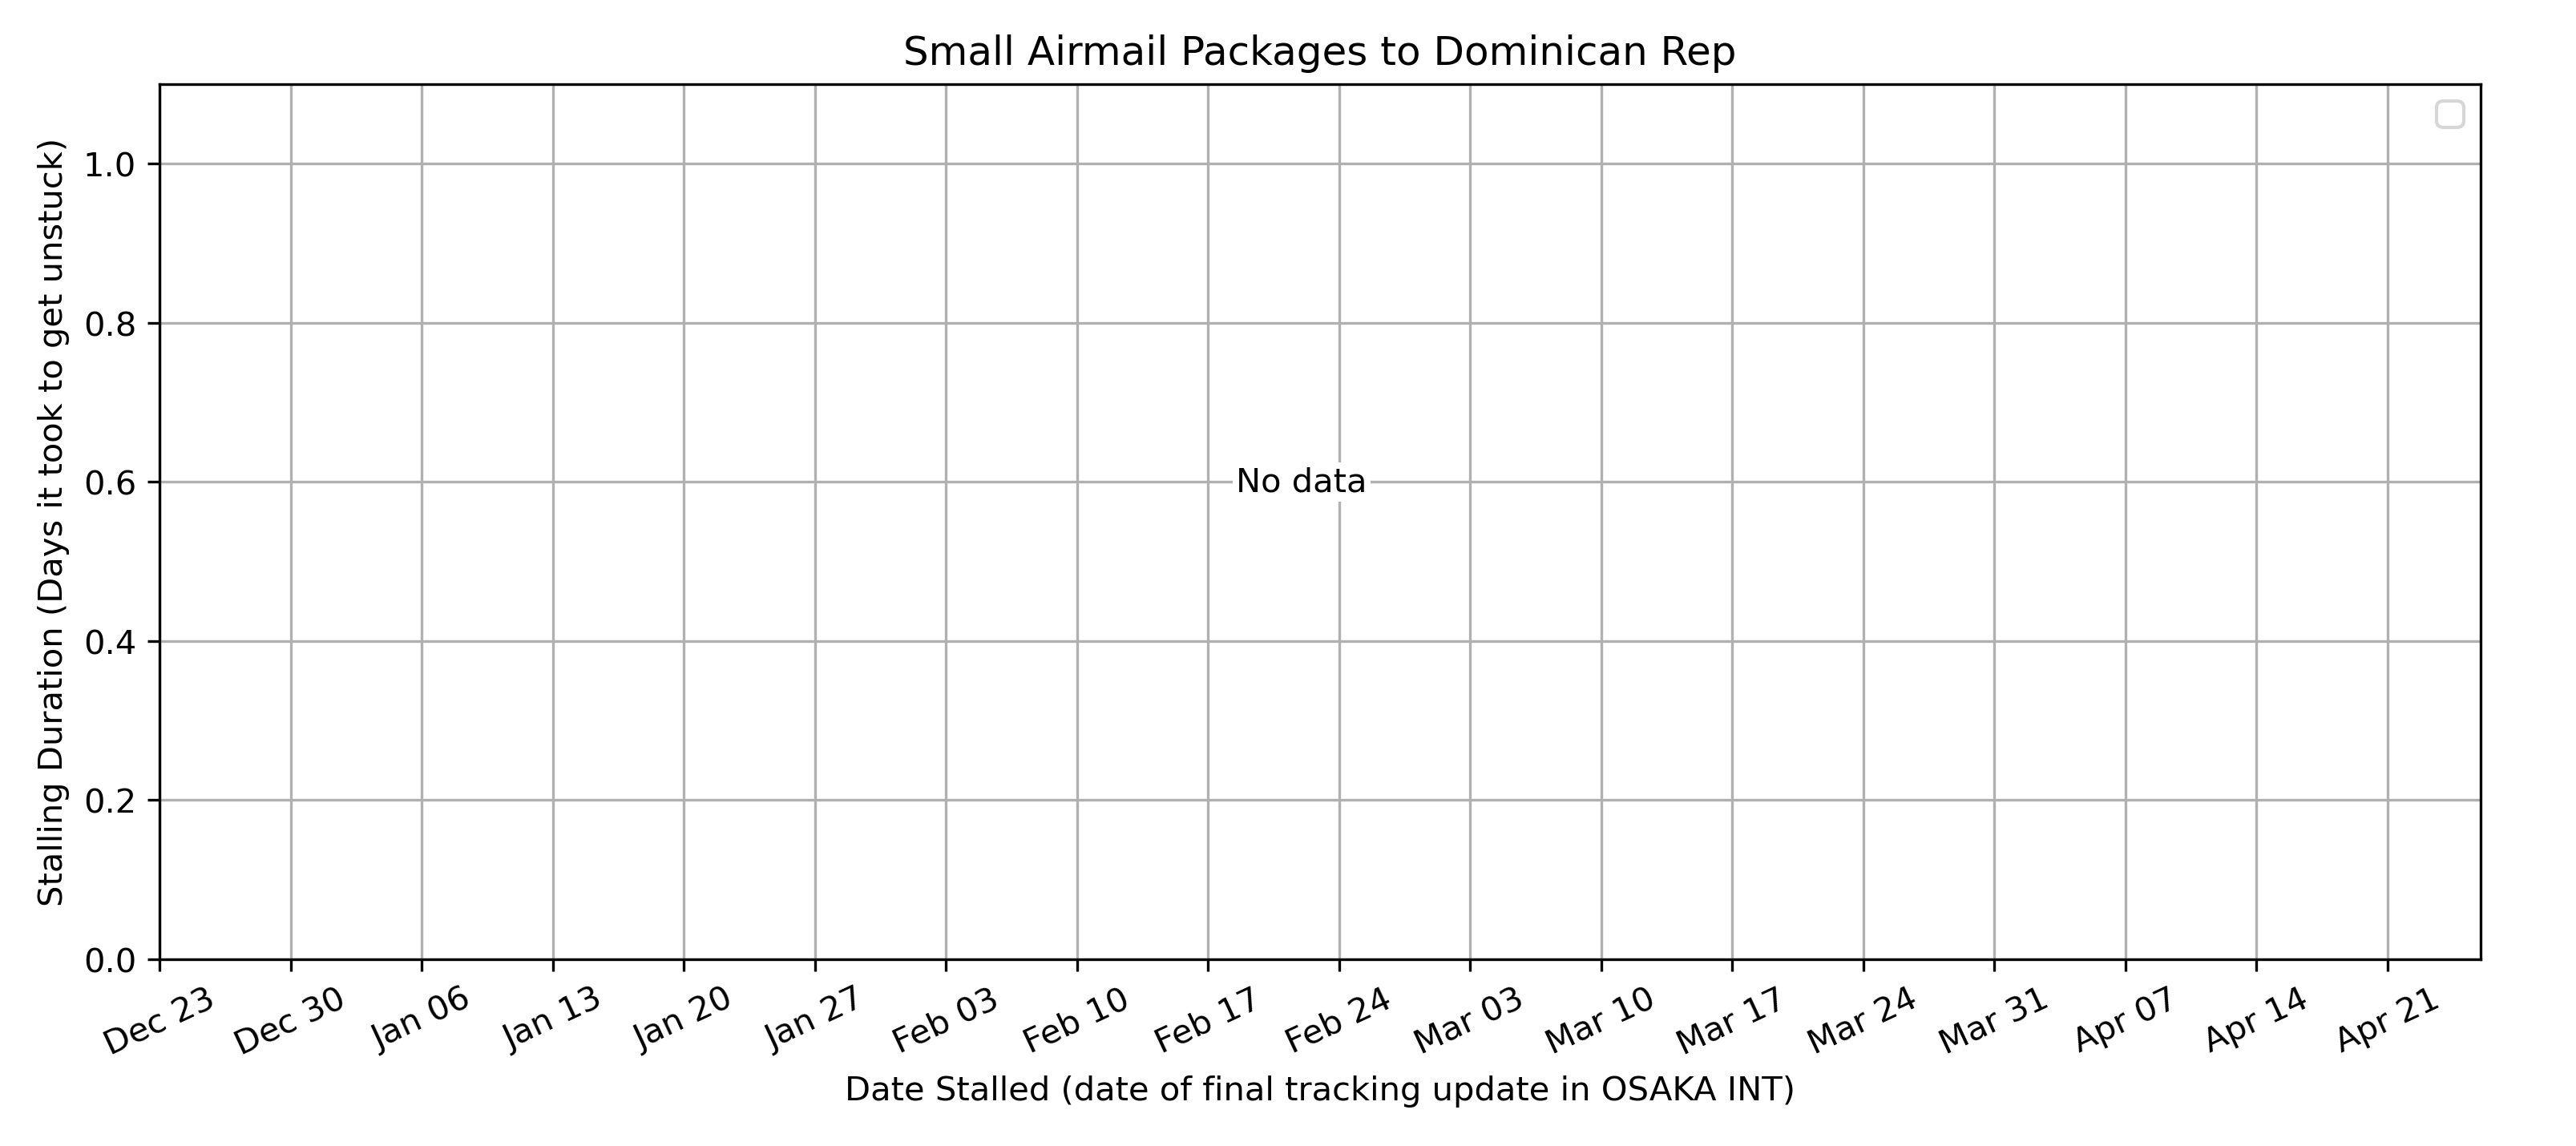 Small Airmail Packages to Dominican Rep
Stalling Duration (Days it took to get unstuck)
1.0
0.8
0.6
0.4
0.2
0.0
No data
Dec 23
Dec 30
Jan 06
Jan 13
Jan 20
Jan 27
Feb 03
Feb 10
Feb 17
Feb 24
Mar 03
Mar 10
Mar 17
Mar 24
Mar 31
Apr 07
Apr 14
Apr 21
Date Stalled (date of final tracking update in OSAKA INT)